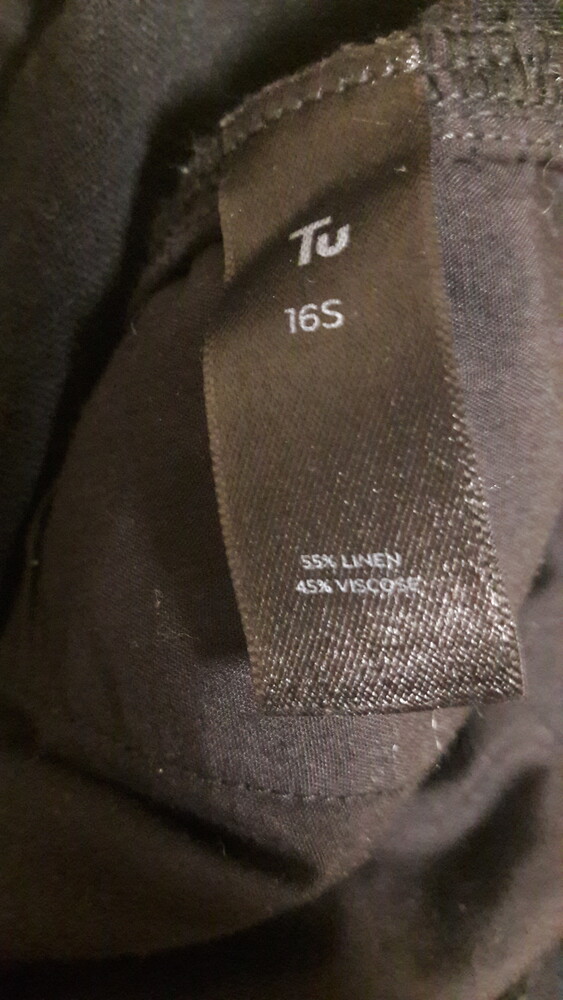 Tu
16S
55% LINEN
45% VISCOSE